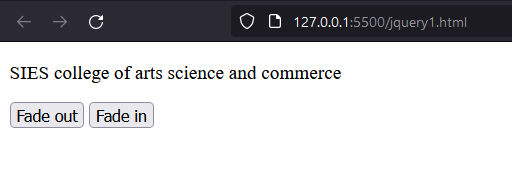 127.0.0.1:5500/jquery1.html
SIES college of arts science and commerce
Fade out Fade in